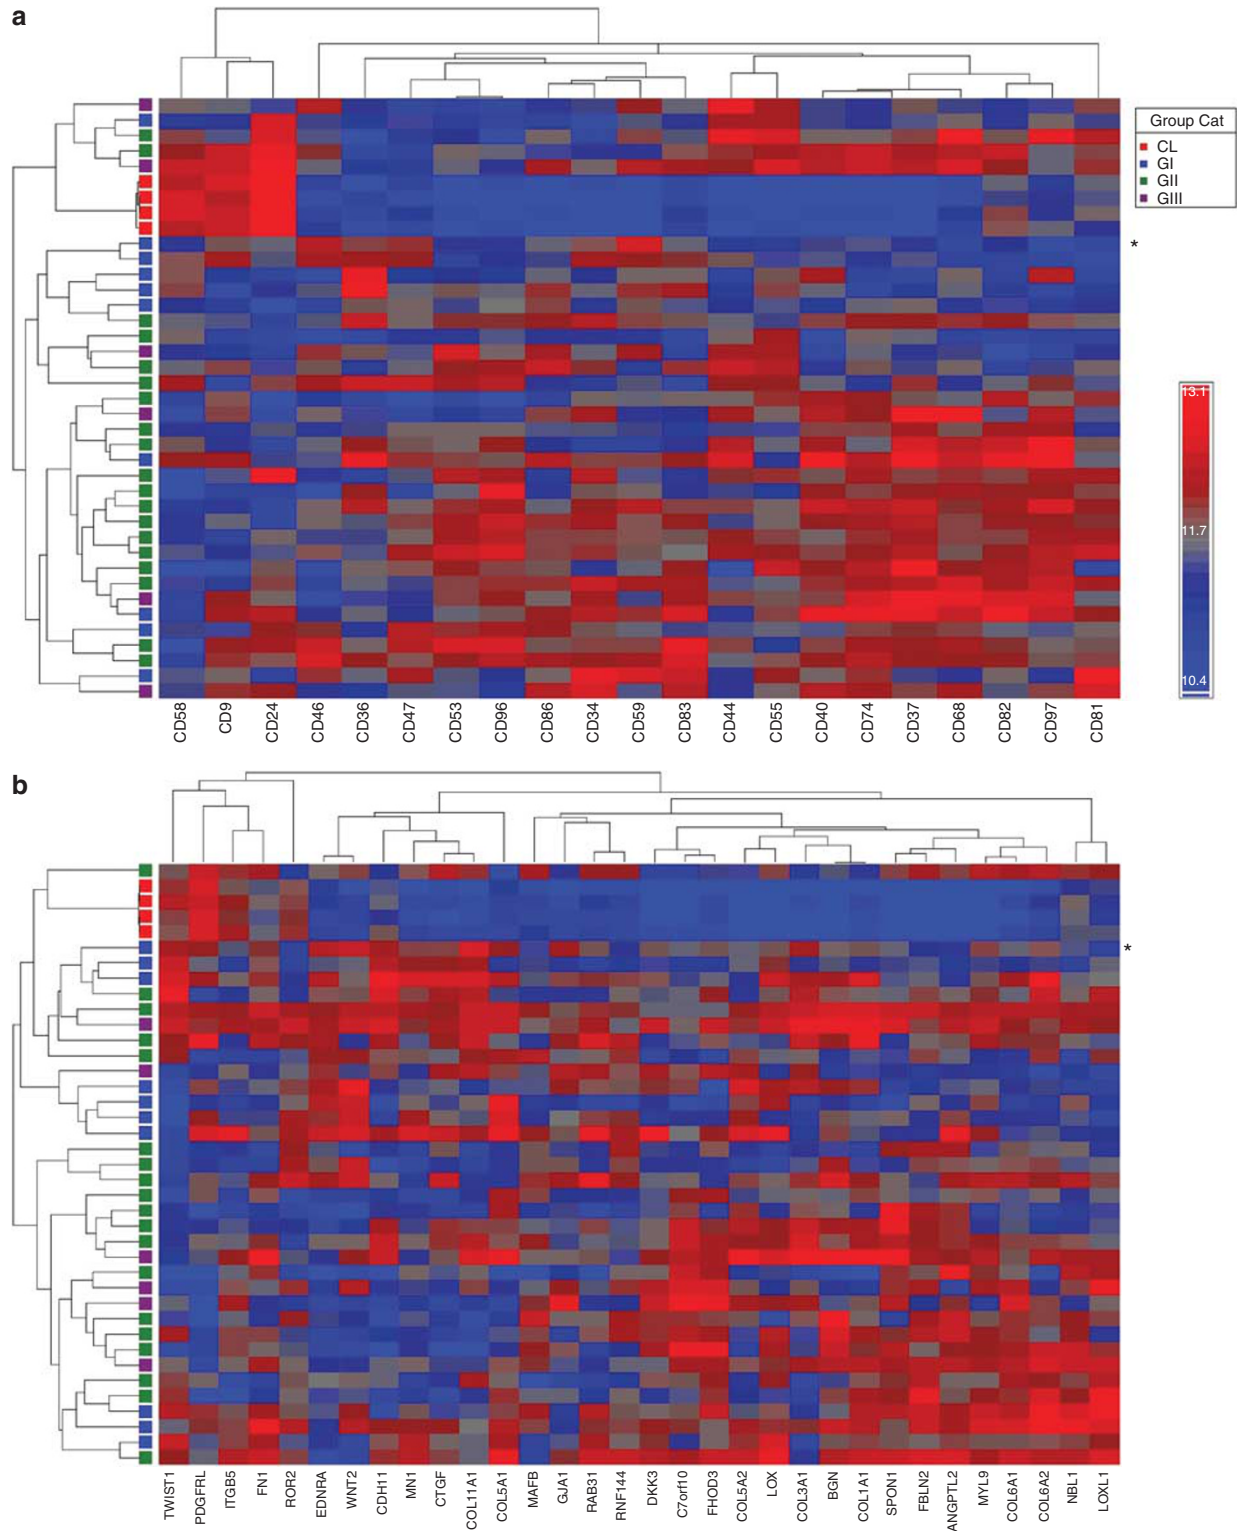 a
Group Cat
CL
GI
GII
GIII
*
13.1
11.7
10.4
CD58 CD9 CD24 CD46 CD36 CD47 CD53 CD96 CD86 CD34 CD59 CD83 CD44 CD55 CD40 CD74 CD37 CD68 CD82 CD97 CD81
b
*
TWIST1 PDGFRL ITGB5 FN1 ROR2 EDNRA WNT2 CDH11 MN1 CTGF COL11A1 COL5A1 MAFB GJA1 RAB31 RNF144 DKK3 C7orf10 FHOD3 COL5A2 LOX COL3A1 BGN COL1A1 SPON1 FBLN2 ANGPTL2 MYL9 COL6A1 COL6A2 NBL1 LOXL1